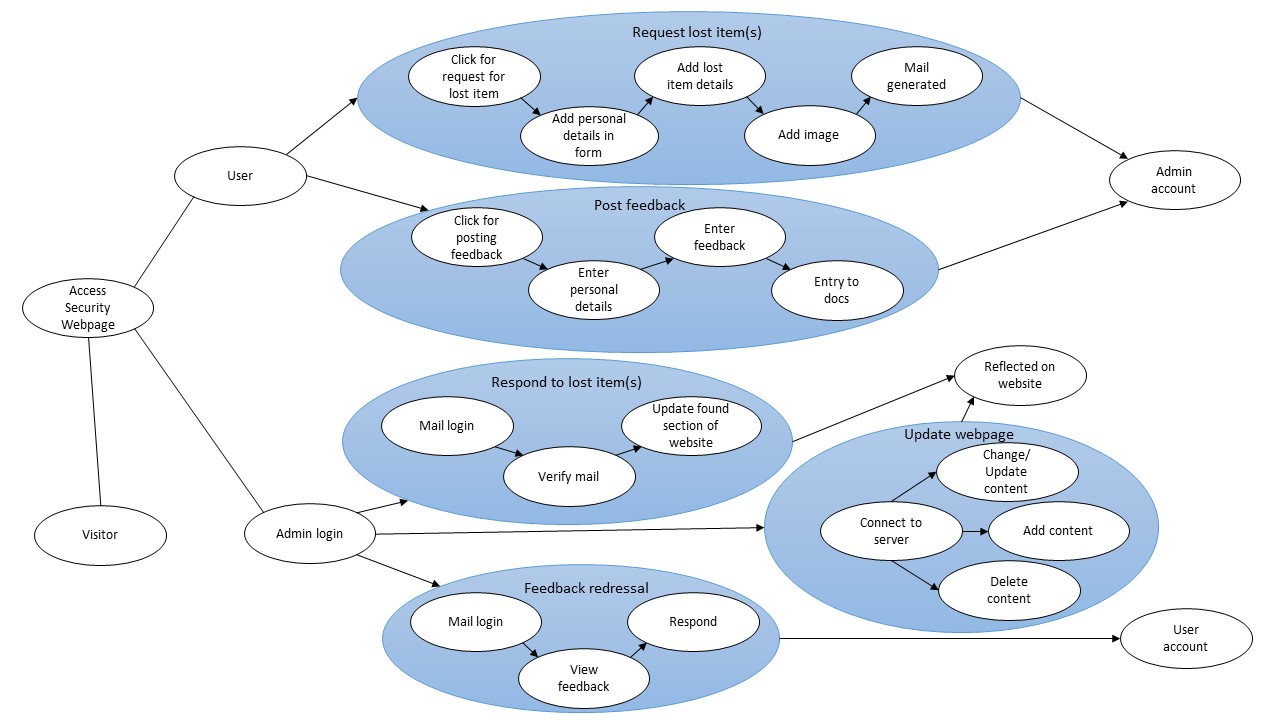 Request lost item(s)
Click for
request for
lost item
Add personal
details in
form
Add lost
item details
Add image
Mail
generated
User
Admin
account
Post feedback
Click for
posting
feedback
Enter
personal
details
Enter
feedback
Entry to
docs
Access
Security
Webpage
Respond to lost item(s)
Mail login
Verify mail
Update found
section of
website
Reflected on
website
Update webpage
Change/
Update
content
Connect to
server
Add content
Delete
content
Visitor
Admin login
Feedback redressal
Mail login
View
feedback
Respond
User
account